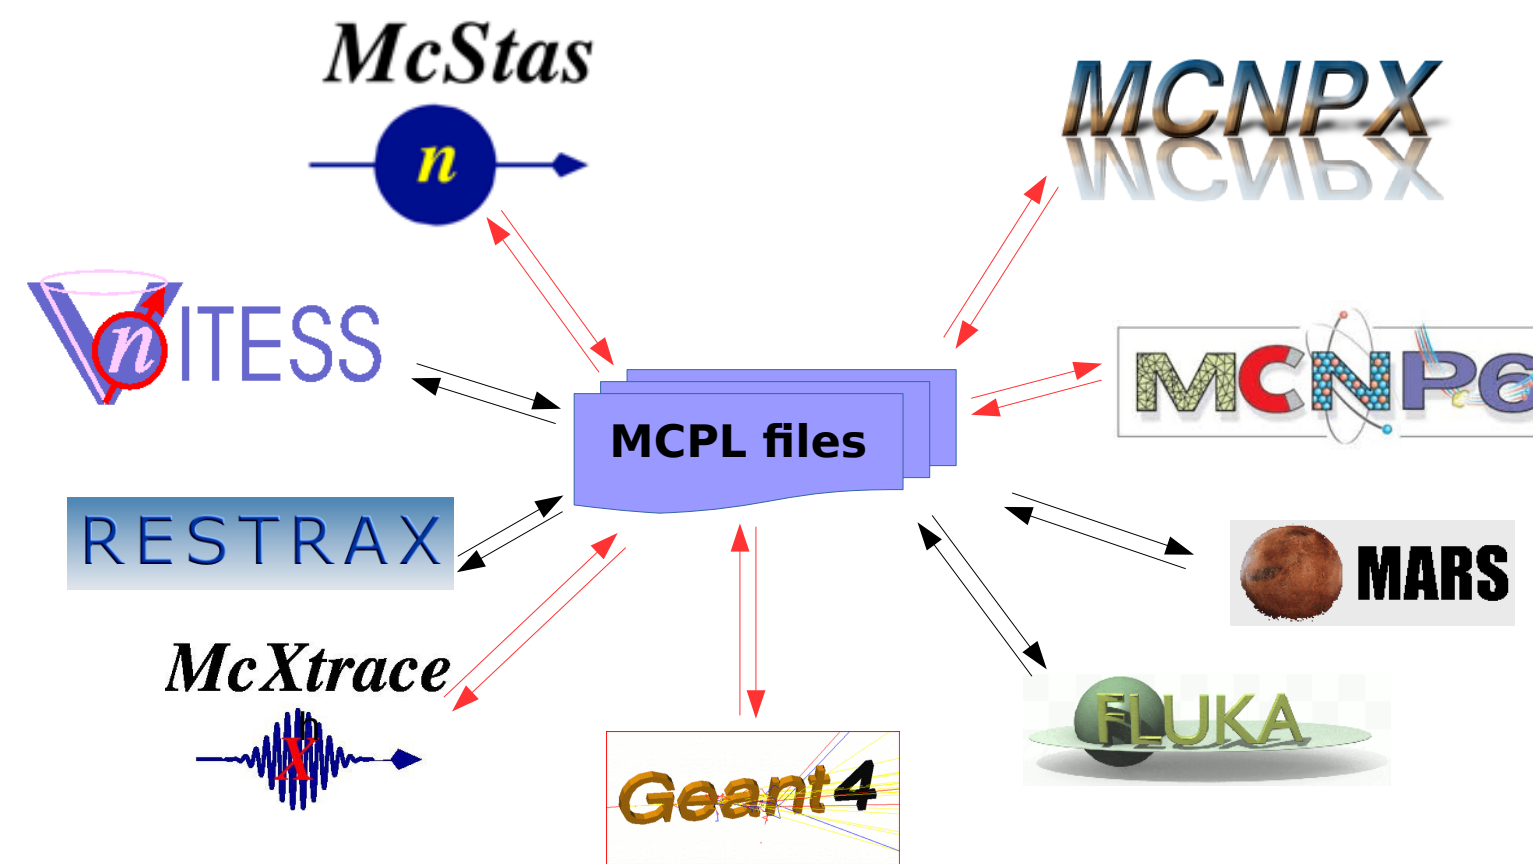 McStas
n
MCNPX
n ITESS
MCNP6
MCPL files
RESTRAX
MARS
McXtrace
h
X
FLUKA
Geant4